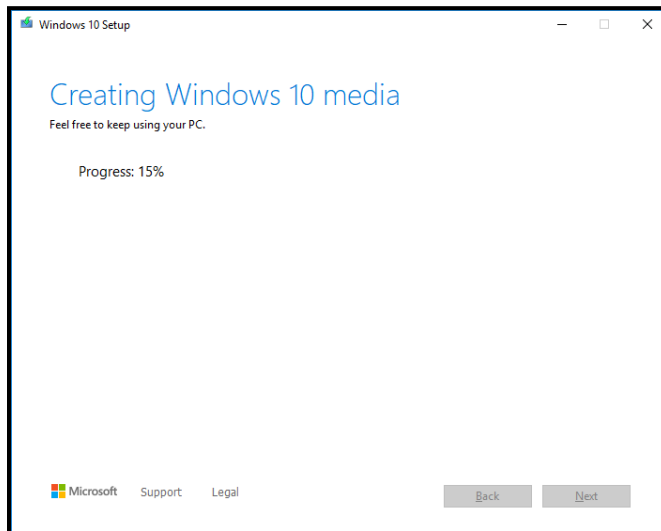 Windows 10 Setup
Creating Windows 10 media
Feel free to keep using your PC.
Progress: 15%
Microsoft Support Legal Back Next